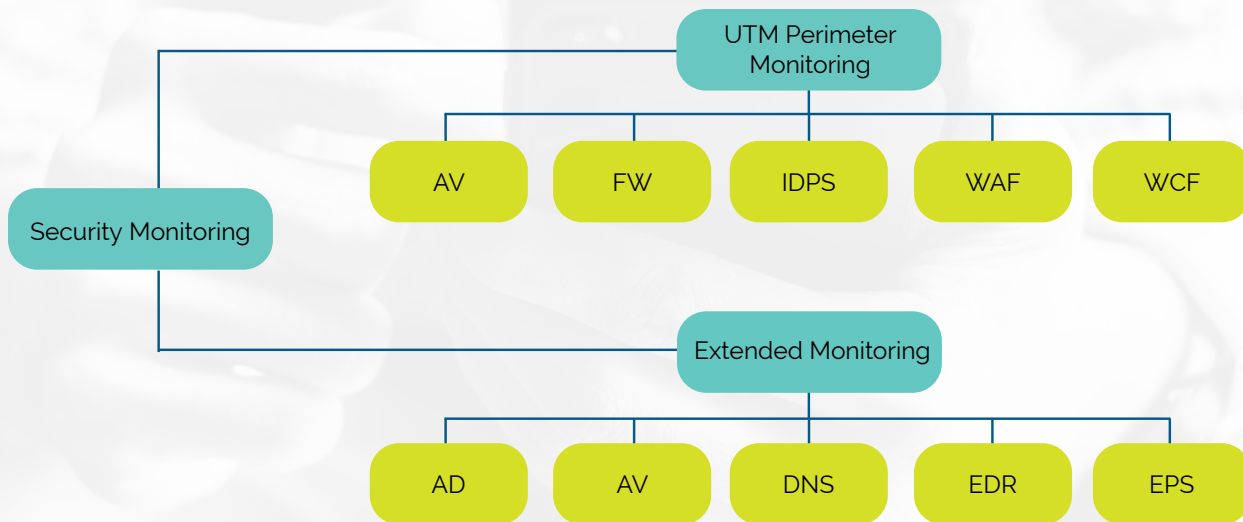 UTM Perimeter
Monitoring
AV
FW
IDPS
WAF
WCF
Security Monitoring
Extended Monitoring
AD
AV
DNS
EDR
EPS